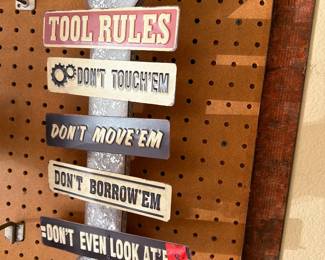 TOOL RULES
DON'T TOUCH'EM
DON'T MOVE'EM
DON'T BORROW'EM
=DON'T EVEN LOOK AT'E